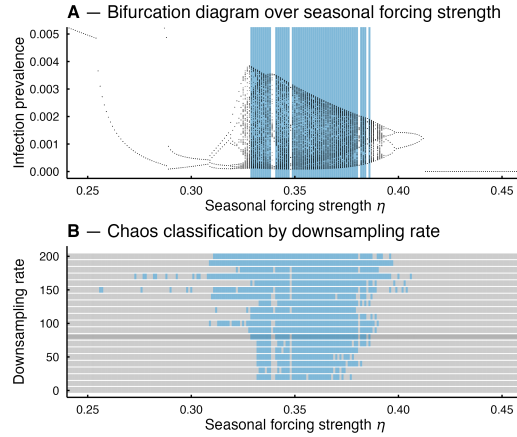 A — Bifurcation diagram over seasonal forcing strength
Infection prevalence
0.005
0.004
0.003
0.002
0.001
0.000
0.25 0.30 0.35 0.40 0.45
Seasonal forcing strength η
B — Chaos classification by downsampling rate
Downsampling rate
200
150
100
50
0
0.25 0.30 0.35 0.40 0.45
Seasonal forcing strength η